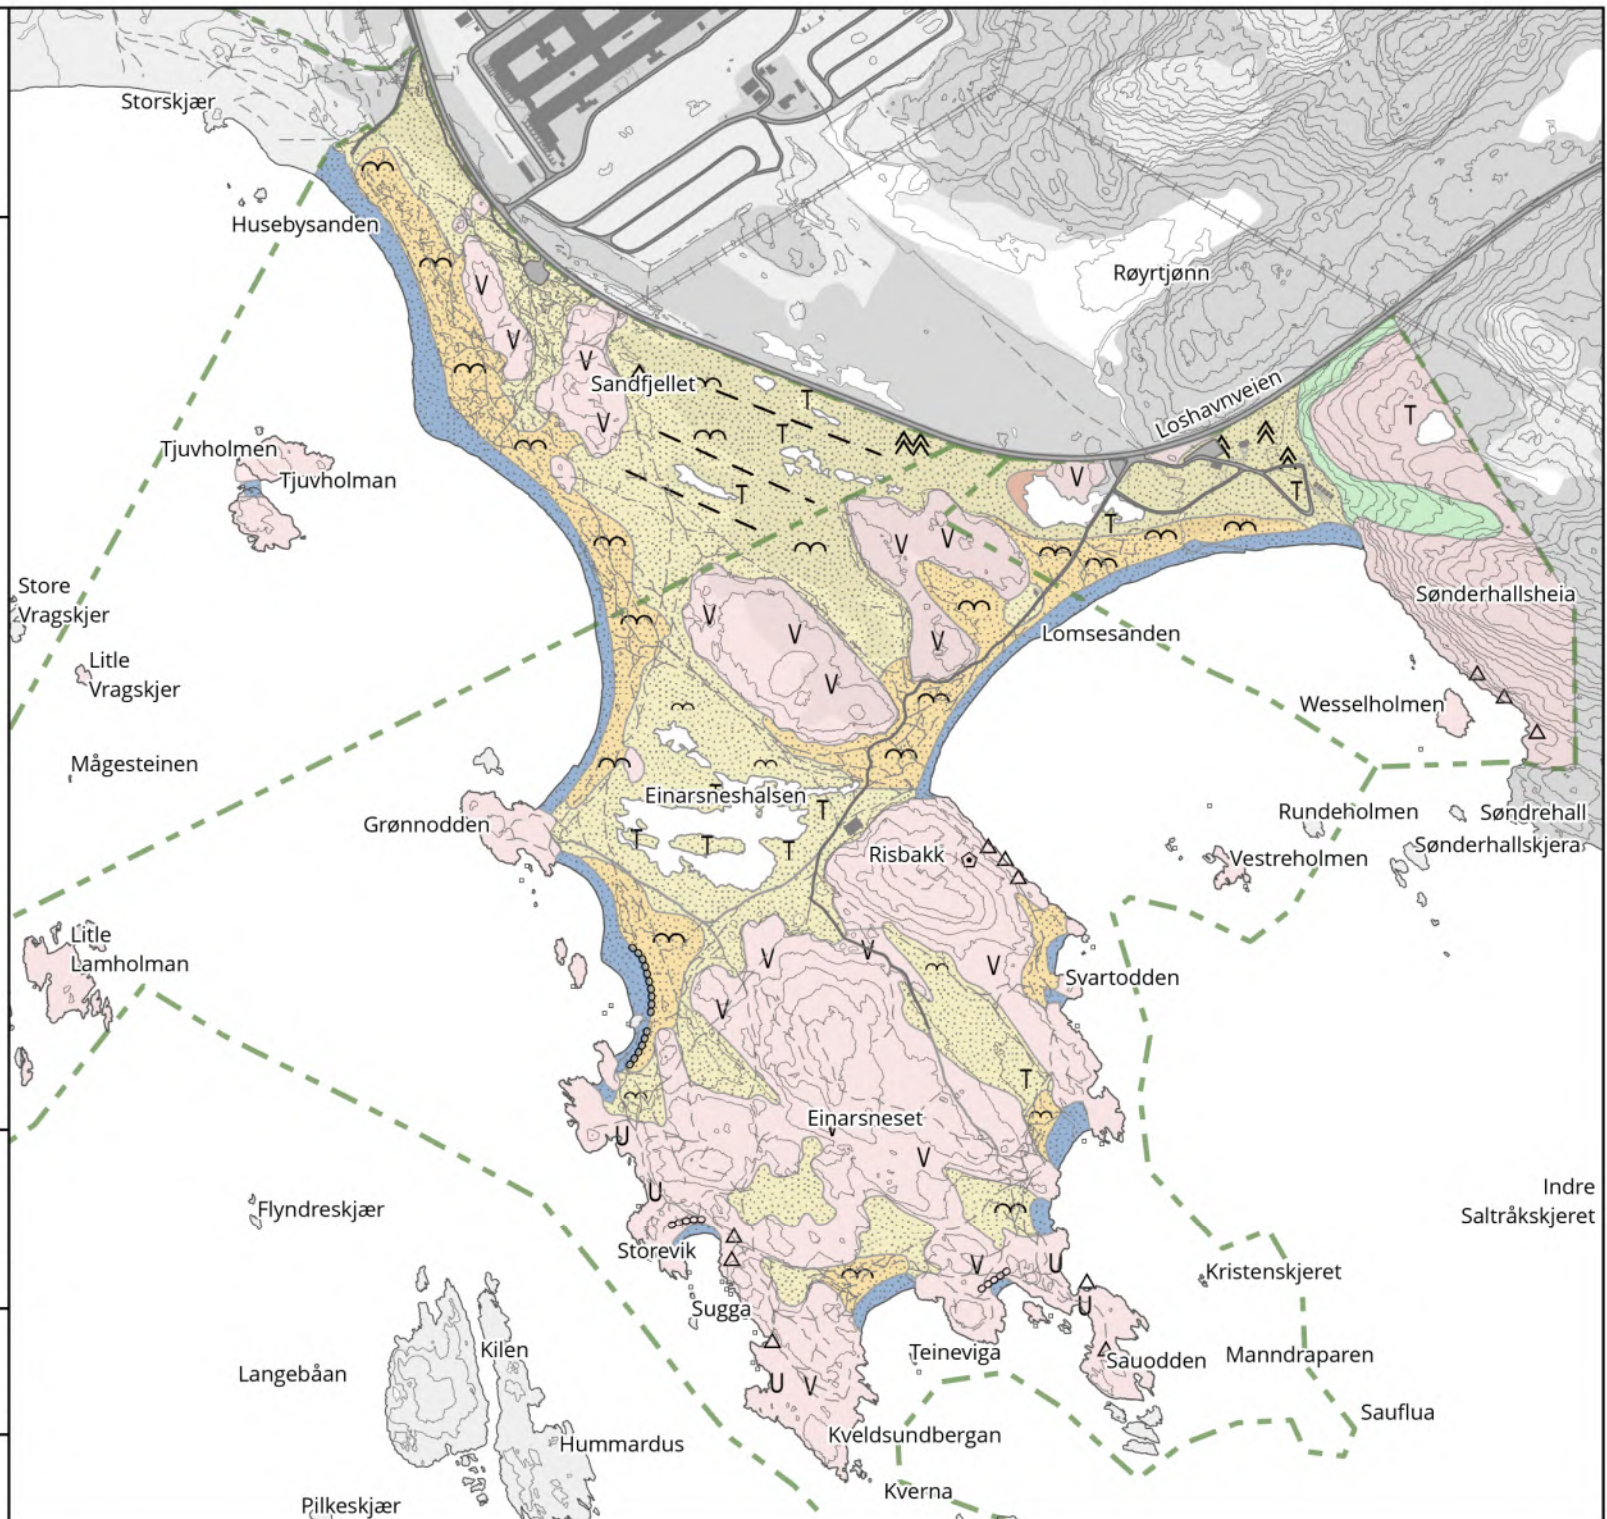 Storskjær
Husebysanden
Røyrtjønn
V
V
V
Sandfjellet
V
T
T
T
Loshavnveien
T
V
T
T
Tjuvholmen
Tjuvholman
V
V
V
Store
Vragskjer
Litle
Vragskjer
V
V
V
Lomsesanden
Sønderhallsheia
Wesselholmen
Mågesteinen
Einarsneshalsen
T
T
T
T
Grønnodden
Risbakk
Rundeholmen
Søndrehall
Sønderhallskjera
Vestreholmen
Litle
Lamholman
V
V
V
V
Svartodden
T
Einarsneset
V
V
U
U
Flyndreskjær
Indre
Saltråkskjeret
Storevik
V
U
U
Kristenskjeret
Sugga
Kilen
Langebåan
Teineviga
Sauodden
Manndraparen
U
V
Sauflua
Kveldsundbergan
Hummardus
Kverna
Pilkeskjær